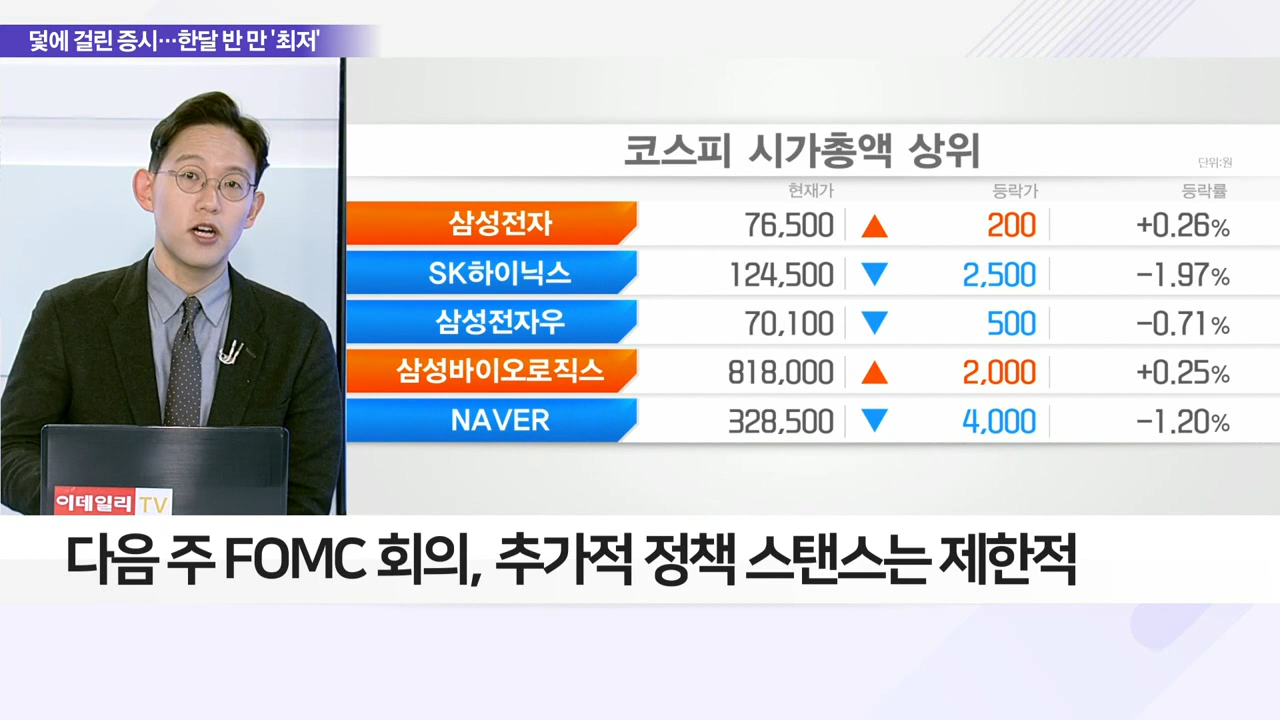 덫에 걸린 증시…한달 반 만 '최저'
코스피 시가총액 상위
단위:원
현재가 등락가 등락률
삼성전자 76,500 ▲ 200 +0.26%
SK하이닉스 124,500 ▼ 2,500 -1.97%
삼성전자우 70,100 ▼ 500 -0.71%
삼성바이오로직스 818,000 ▲ 2,000 +0.25%
NAVER 328,500 ▼ 4,000 -1.20%
이데일리 TV
다음 주 FOMC 회의, 추가적 정책 스탠스는 제한적